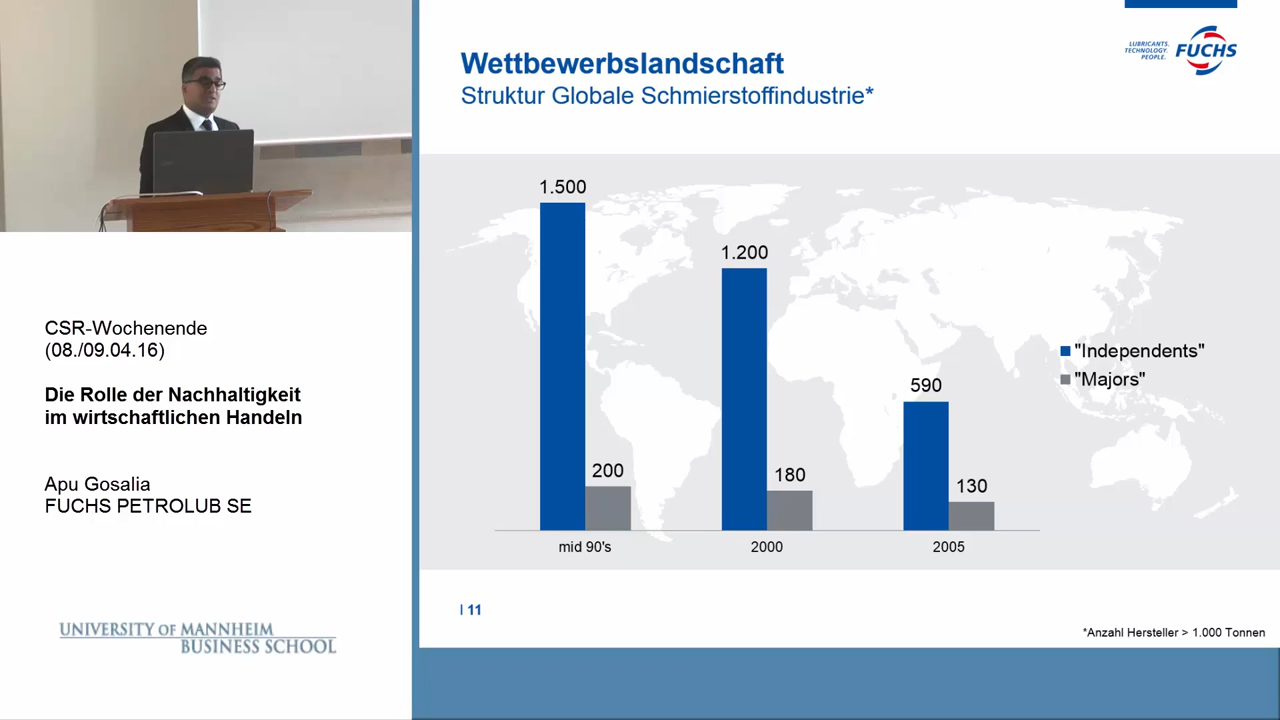 CSR-Wochenende
(08./09.04.16)
Die Rolle der Nachhaltigkeit
im wirtschaftlichen Handeln
Apu Gosalia
FUCHS PETROLUB SE
UNIVERSITY OF MANNHEIM
BUSINESS SCHOOL
Wettbewerbslandschaft
Struktur Globale Schmierstoffindustrie*
LUBRICANTS.
TECHNOLOGY.
PEOPLE.
FUCHS
1.500
200
1.200
180
590
130
mid 90's
2000
2005
"Independents"
"Majors"
I 11
*Anzahl Hersteller > 1.000 Tonnen